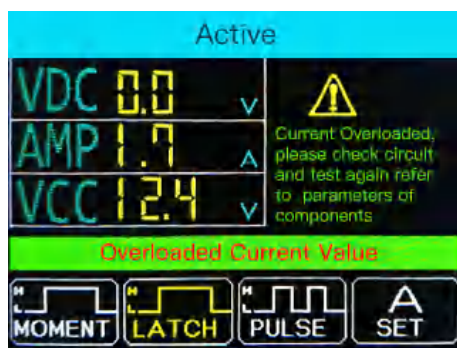 Active
VDC 0.0 V
AMP 1.7 A
VCC 12.4 V
Current Overloaded,
please check circuit
and test again refer
to parameters of
components
Overloaded Current Value
H L MOMENT
H L LATCH
H L PULSE
A SET